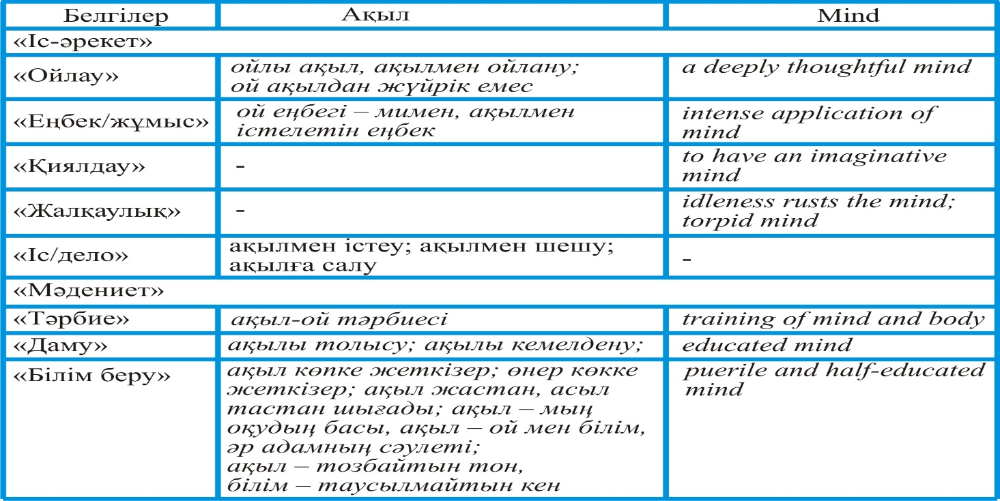 Белгілер Ақыл Mind
«Іс-әрекет»
«Ойлау» ойлы ақыл, ақылмен ойлану; a deeply thoughtful mind
ой ақылдан жүйрік емес
«Еңбек/жұмыс» ой еңбегі – мимен, ақылмен intense application of
істелетін еңбек mind
«Қиялдау» - to have an imaginative
mind
«Жалқаулық» - idleness rusts the mind;
torpid mind
«Іс/дело» ақылмен істеу; ақылмен шешу; -
ақылға салу
«Мәдениет»
«Тәрбие» ақыл-ой тәрбиесі training of mind and body
«Даму» ақылы толысу; ақылы кемелдену; educated mind
«Білім беру» ақыл көпке жеткізер; өнер көкке puerile and half-educated
жеткізер; ақыл жастан, асыл mind
тастан шығады; ақыл – мың
оқудың басы, ақыл – ой мен білім,
әр адамның сәулеті;
ақыл – тозбайтын тон,
білім – таусылмайтын кен